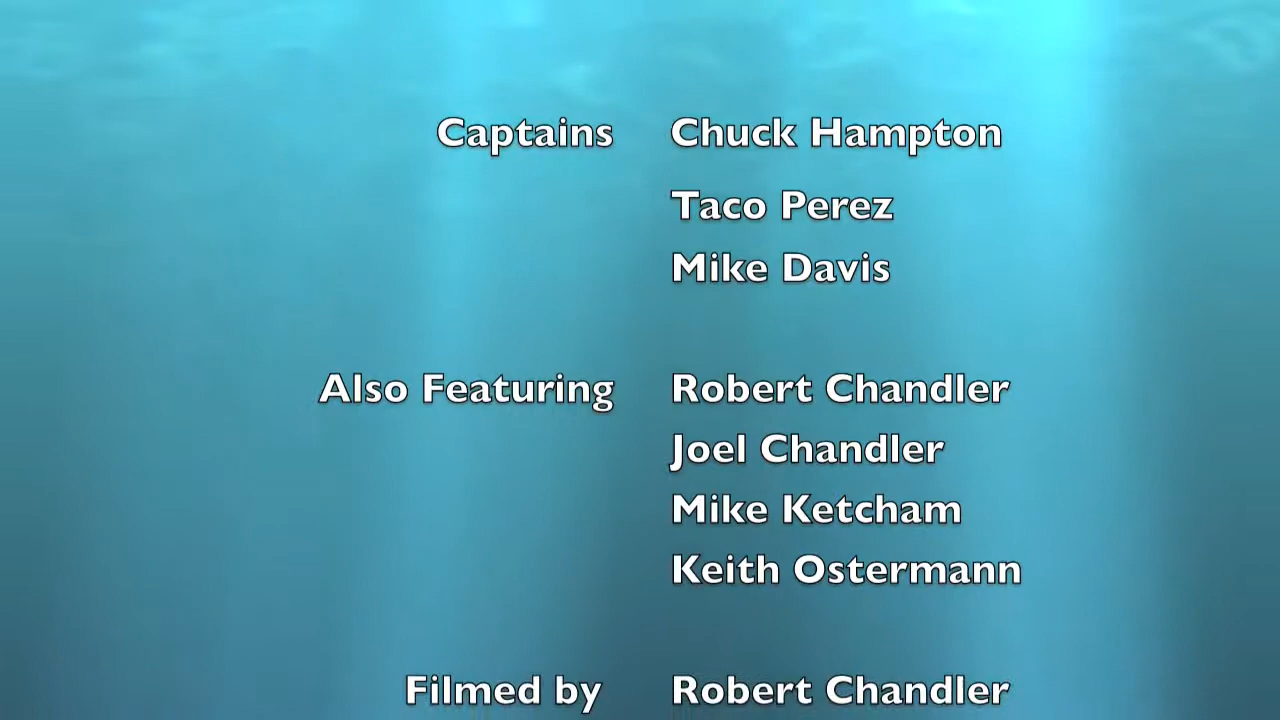 Captains Chuck Hampton
Taco Perez
Mike Davis
Also Featuring Robert Chandler
Joel Chandler
Mike Ketcham
Keith Ostermann
Filmed by Robert Chandler